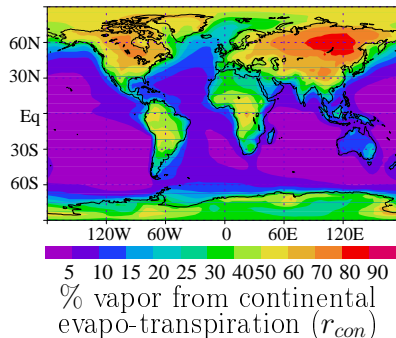 60N
30N
Eq
30S
60S
120W 60W 0 60E 120E
5 10 15 20 25 30 40 50 60 70 80 90
% vapor from continental
evapo-transpiration (r_con)